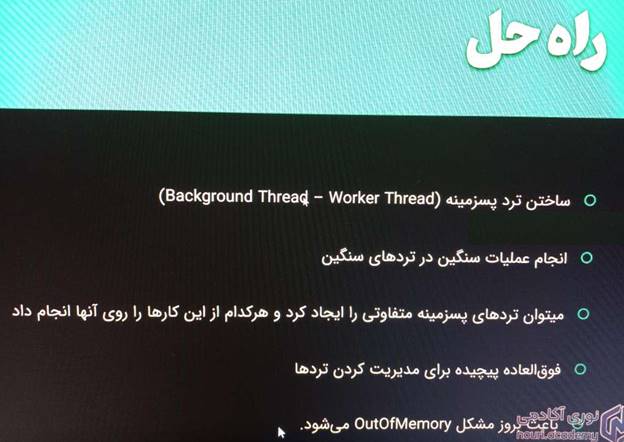 راه حل
ساختن ترد پسزمینه (Background Thread – Worker Thread)
انجام عملیات سنگین در تردهای سنگین
میتوان تردهای پسزمینه متفاوتی را ایجاد کرد و هرکدام از این کارها را روی آنها انجام داد
فوق‌العاده پیچیده برای مدیریت کردن تردها
باعث بروز مشکل OutOfMemory می‌شود.
نوری آکادمی
nouri.academy